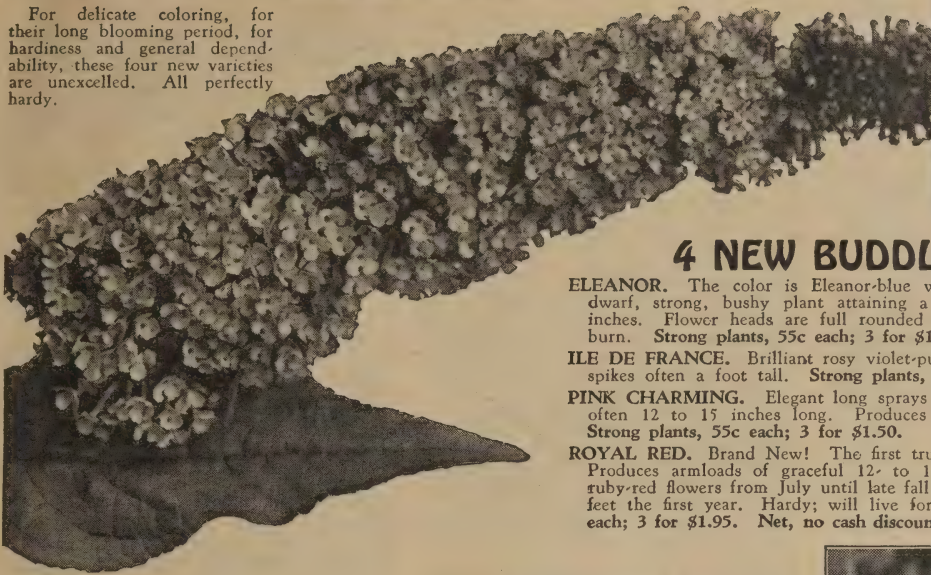 For delicate coloring, for
their long blooming period, for
hardiness and general depend-
ability, these four new varieties
are unexcelled. All perfectly
hardy.
4 NEW BUDDL
ELEANOR. The color is Eleanor-blue
dwarf, strong, bushy plant attaining a
inches. Flower heads are full rounded
burn. Strong plants, 55c each; 3 for $1
ILE DE FRANCE. Brilliant rosy violet-pu
spikes often a foot tall. Strong plants,
PINK CHARMING. Elegant long sprays
often 12 to 15 inches long. Produces
Strong plants, 55c each; 3 for $1.50.
ROYAL RED. Brand New! The first tru
Produces armloads of graceful 12- to 1
ruby-red flowers from July until late fall
feet the first year. Hardy; will live for
each; 3 for $1.95. Net, no cash discoun